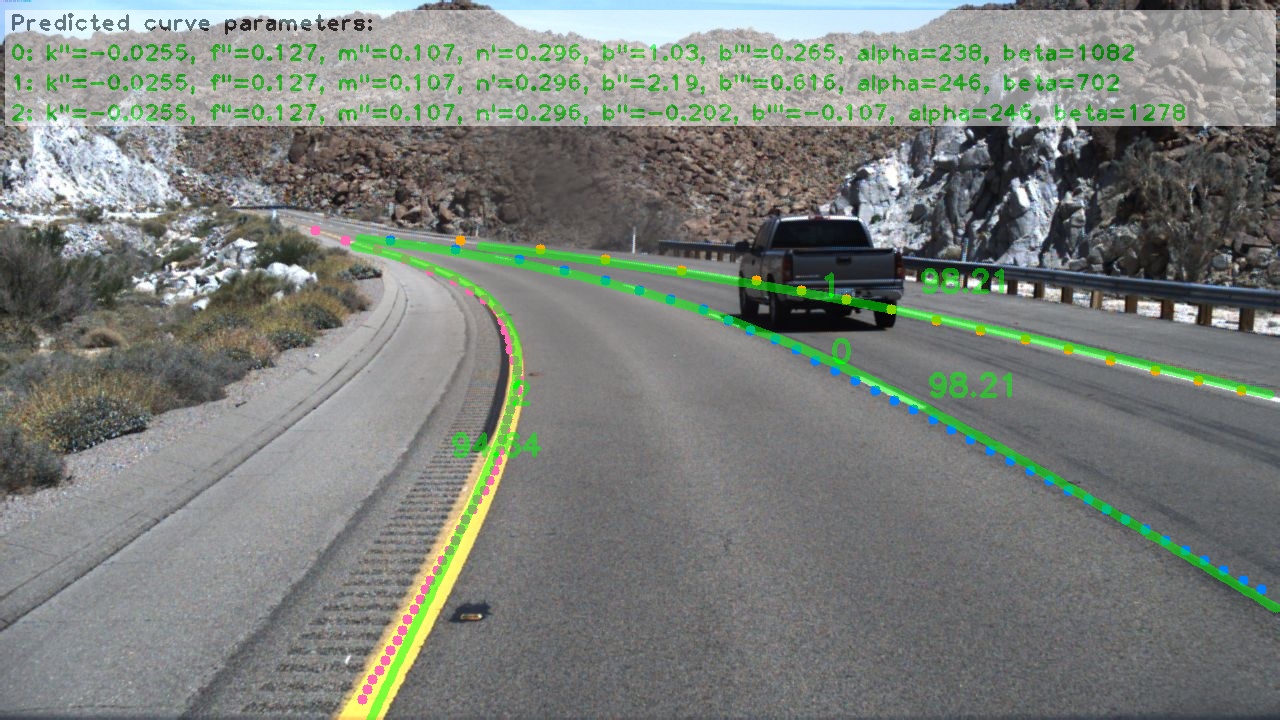 Predicted curve parameters:
0: k''=-0.0255, f''=0.127, m''=0.107, n'=0.296, b''=1.03, b'''=0.265, alpha=238, beta=1082
1: k''=-0.0255, f''=0.127, m''=0.107, n'=0.296, b''=2.19, b'''=0.616, alpha=246, beta=702
2: k''=-0.0255, f''=0.127, m''=0.107, n'=0.296, b''=-0.202, b'''=-0.107, alpha=246, beta=1278
1
98.21
0
98.21
2
94.64